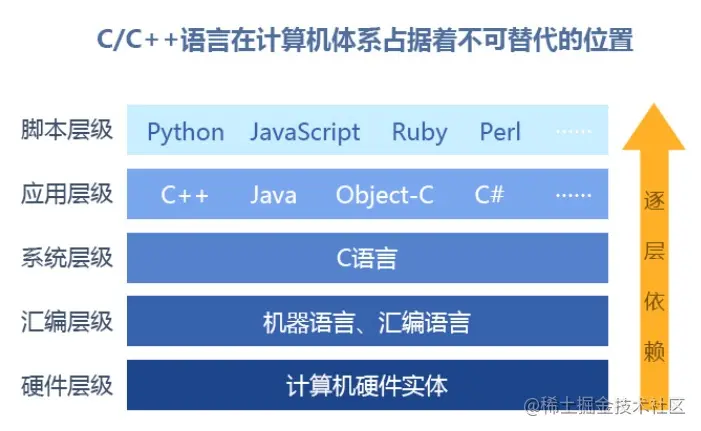 C/C++语言在计算机体系占据着不可替代的位置
脚本层级 Python JavaScript Ruby Perl ……
应用层级 C++ Java Object-C C# ……
系统层级 C语言
汇编层级 机器语言、汇编语言
硬件层级 计算机硬件实体
逐
层
依
赖
@稀土掘金技术社区